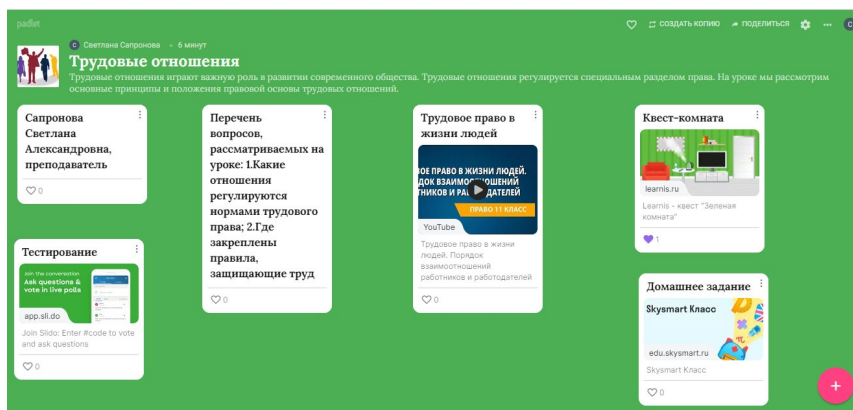 padlet
СОЗДАТЬ КОПИЮ
ПОДЕЛИТЬСЯ
С
С
Светлана Сапронова • 6 минут
Трудовые отношения
Трудовые отношения играют важную роль в развитии современного общества. Трудовые отношения регулируется специальным разделом права. На уроке мы рассмотрим
основные принципы и положения правовой основы трудовых отношений.
Сапронова
Светлана
Александровна,
преподаватель
0
Тестирование
Join the conversation
Ask questions &
vote in live polls
app.sli.do
Join Slido: Enter #code to vote
and ask questions
0
Перечень
вопросов,
рассматриваемых на
уроке: 1.Какие
отношения
регулируются
нормами трудового
права; 2.Где
закреплены
правила,
защищающие труд
0
Трудовое право в
жизни людей
ОЕ ПРАВО В ЖИЗНИ ЛЮДЕЙ.
ДОК ВЗАИМООТНОШЕНИЙ
ТНИКОВ И РАБОТОДАТЕЛЕЙ
ПРАВО 11 КЛАСС
YouTube
Трудовое право в жизни
людей. Порядок
взаимоотношений
работников и работодателей
0
Квест-комната
learnis.ru
Learnis - квест "Зеленая
комната"
1
Домашнее задание
Skysmart Класс
edu.skysmart.ru
Skysmart Класс
0